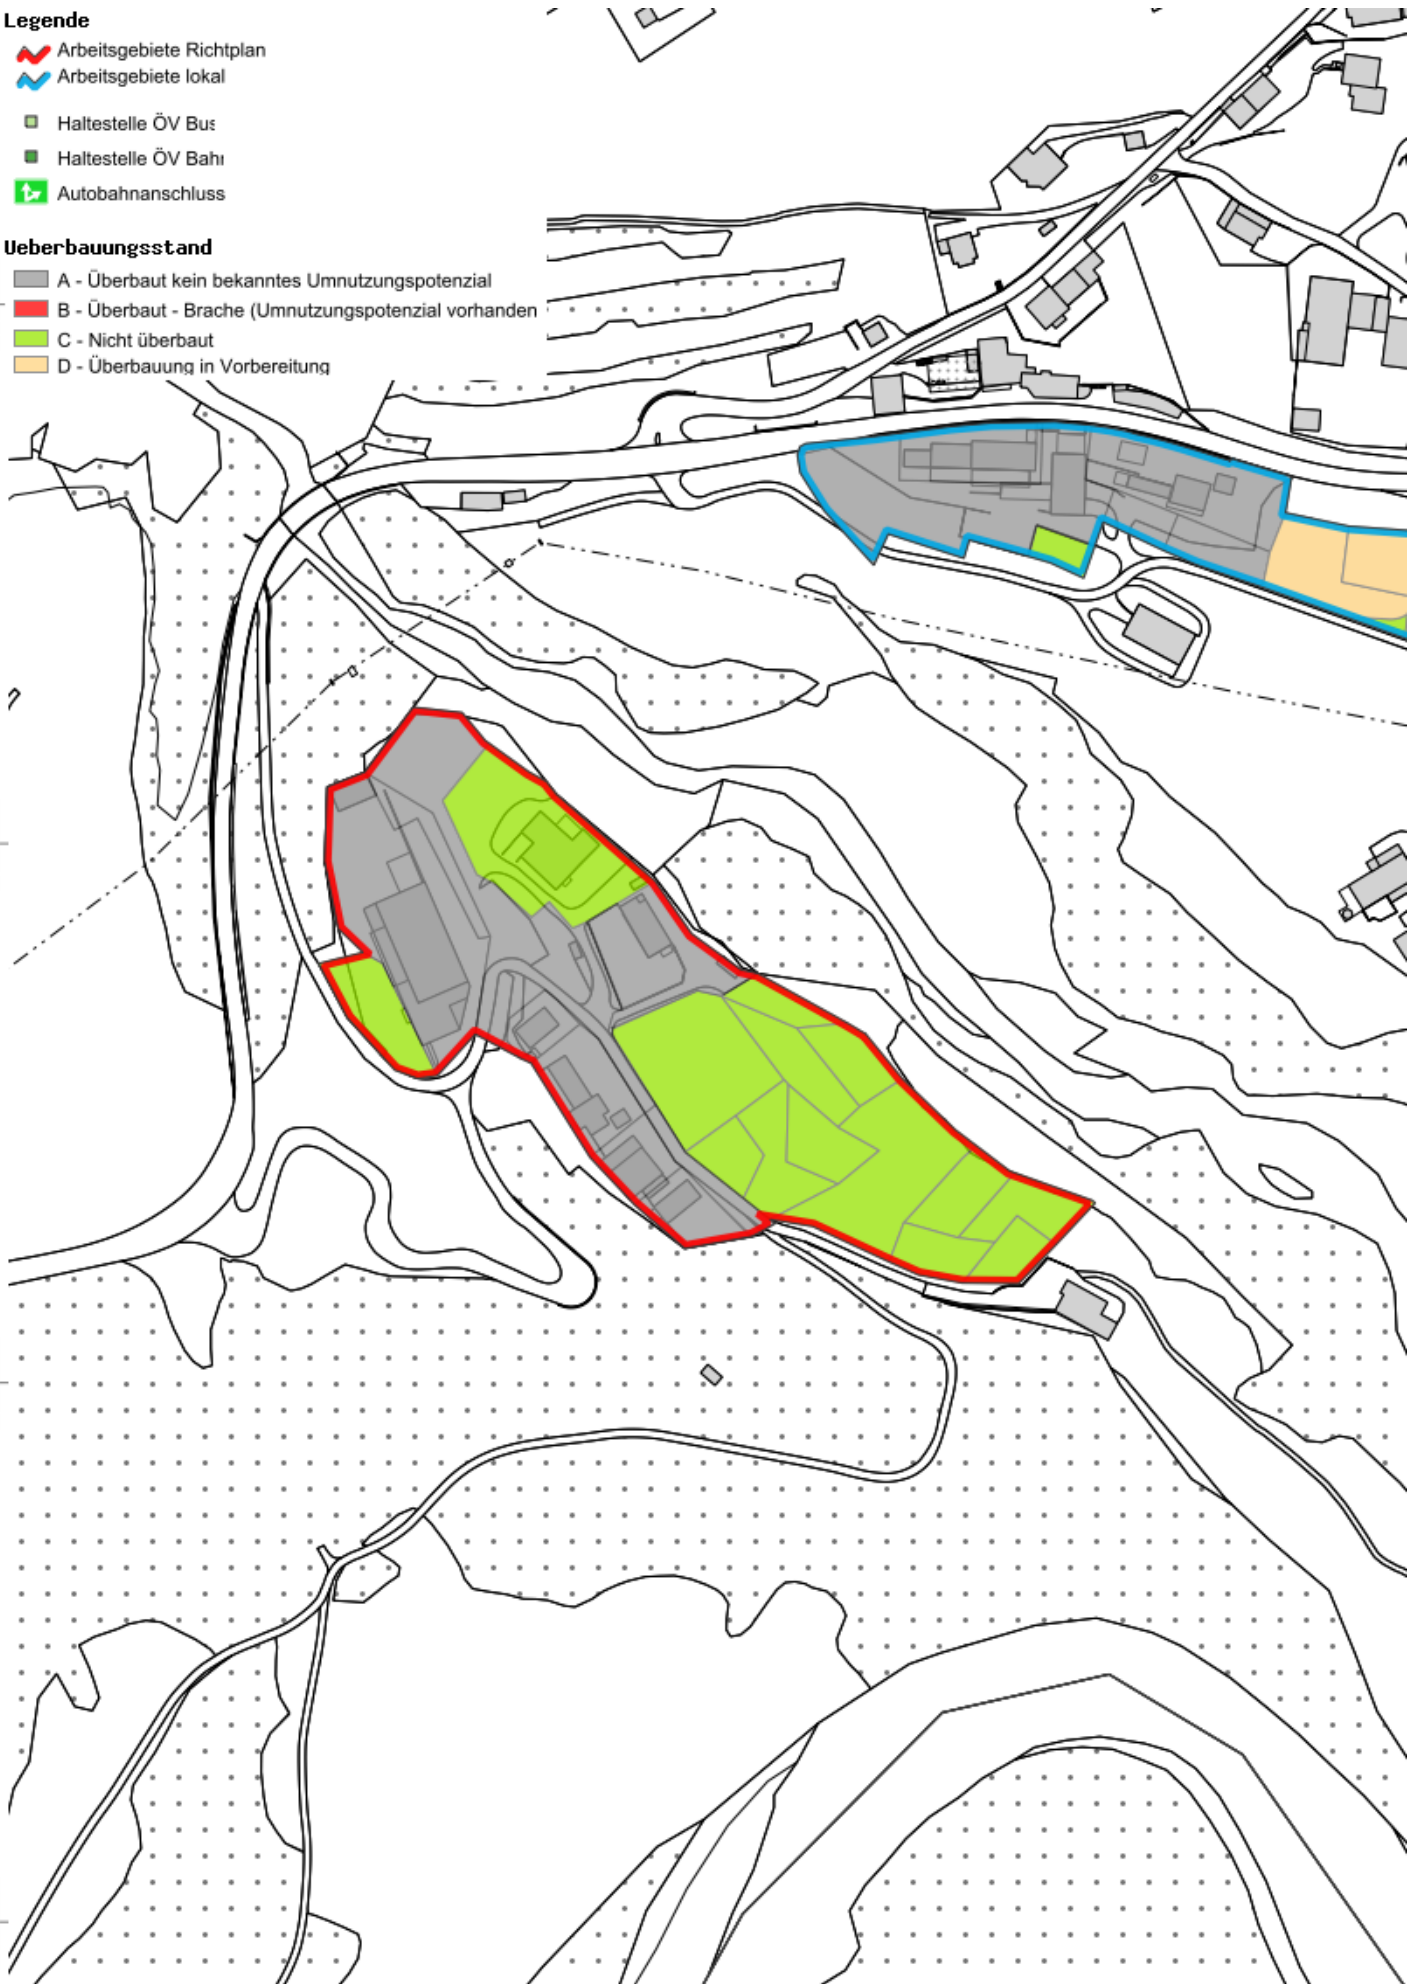 Legende
Arbeitsgebiete Richtplan
Arbeitsgebiete lokal
Haltestelle ÖV Bus
Haltestelle ÖV Bahn
Autobahnanschluss
Ueberbauungsstand
A - Überbaut kein bekanntes Umnutzungspotenzial
B - Überbaut - Brache (Umnutzungspotenzial vorhanden
C - Nicht überbaut
D - Überbauung in Vorbereitung